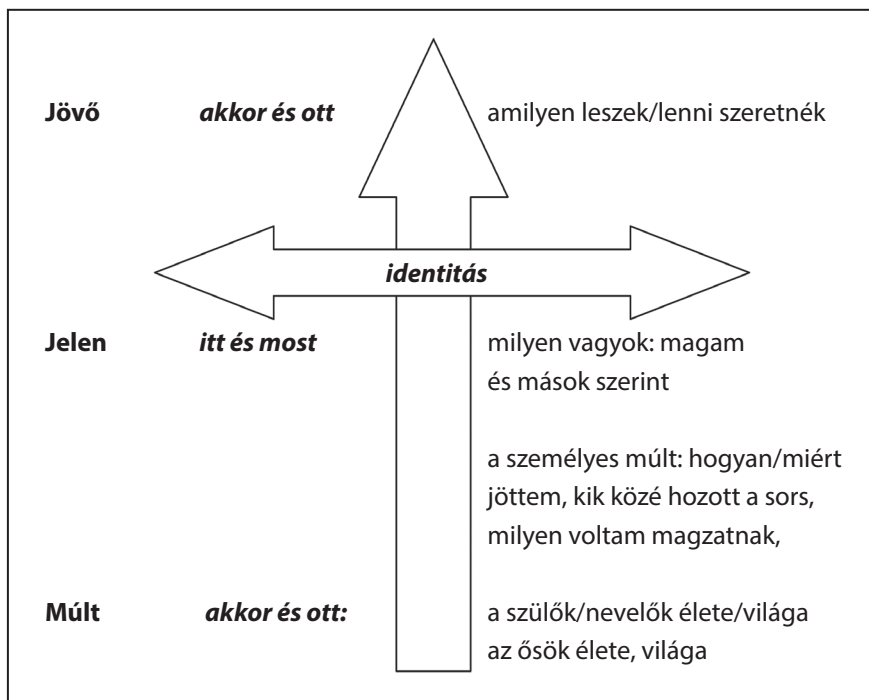 Jövő akkor és ott amilyen leszek/lenni szeretnék
identitás
Jelen itt és most milyen vagyok: magam
és mások szerint
a személyes múlt: hogyan/miért
jöttem, kik közé hozott a sors,
milyen voltam magzatnak,
Múlt akkor és ott: a szülők/nevelők élete/világa
az ősök élete, világa